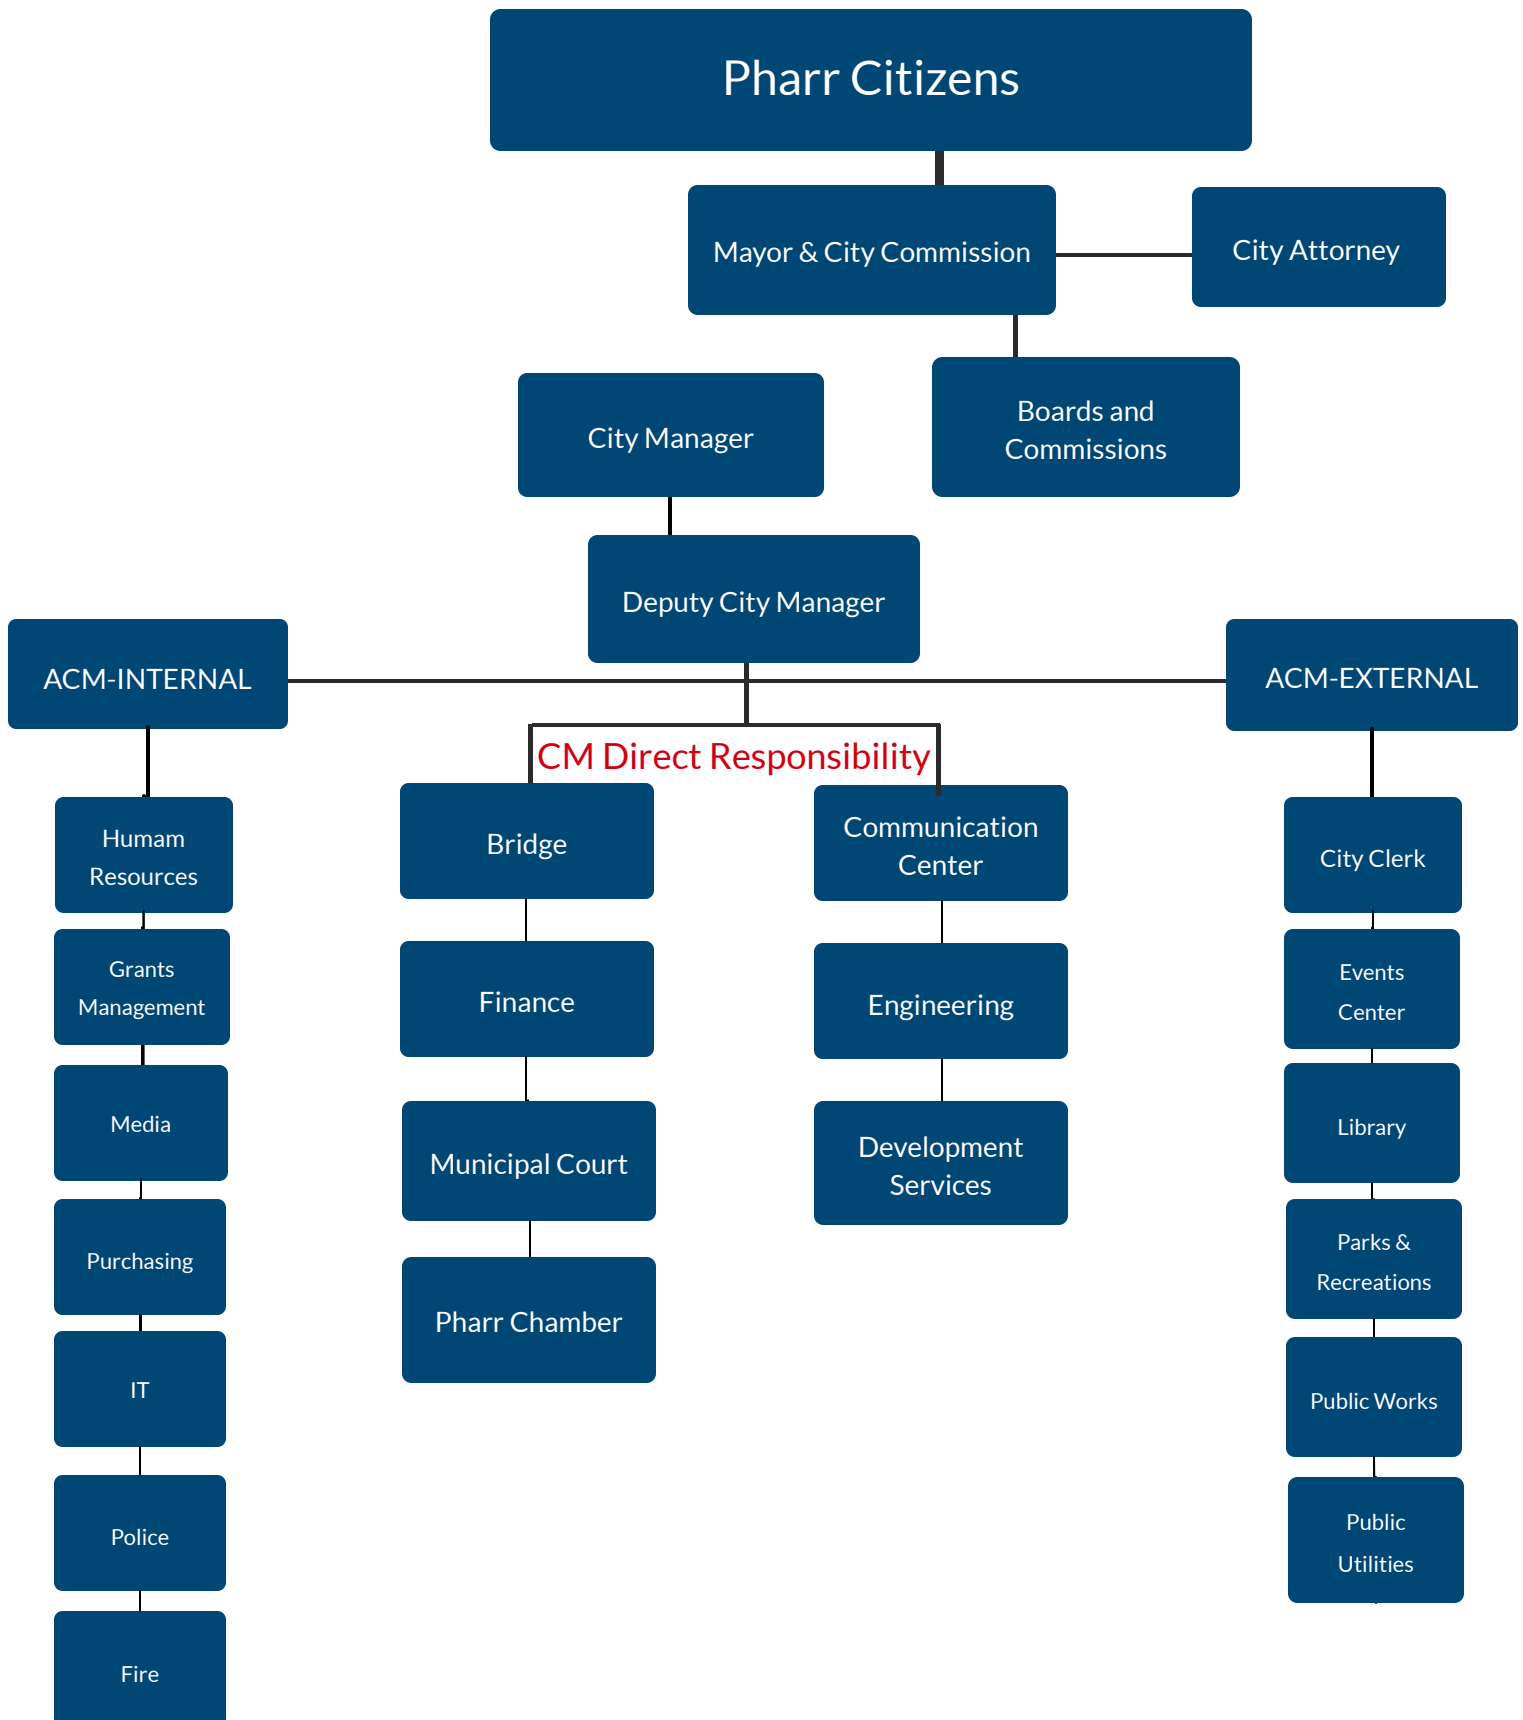 Pharr Citizens
Mayor & City Commission
City Attorney
Boards and
Commissions
City Manager
Deputy City Manager
ACM-INTERNAL
ACM-EXTERNAL
CM Direct Responsibility
Humam
Resources
Grants
Management
Media
Purchasing
IT
Police
Fire
Bridge
Finance
Municipal Court
Pharr Chamber
Communication
Center
Engineering
Development
Services
City Clerk
Events
Center
Library
Parks &
Recreations
Public Works
Public
Utilities